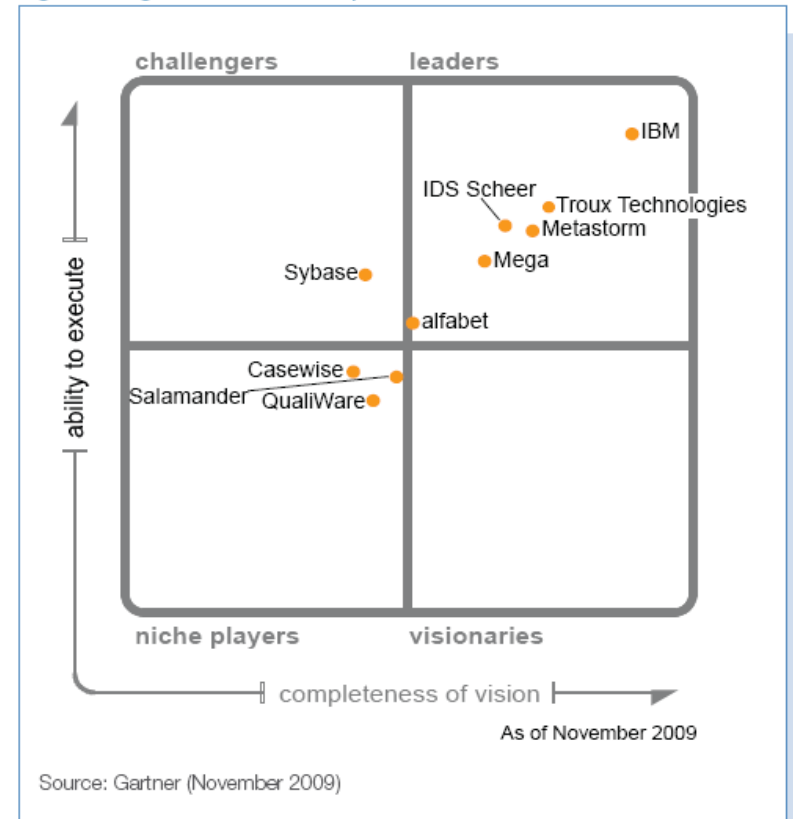 challengers
leaders
IBM
IDS Scheer
Troux Technologies
Metastorm
Mega
Sybase
alfabet
Casewise
Salamander
QualiWare
ability to execute
niche players
visionaries
completeness of vision
As of November 2009
Source: Gartner (November 2009)